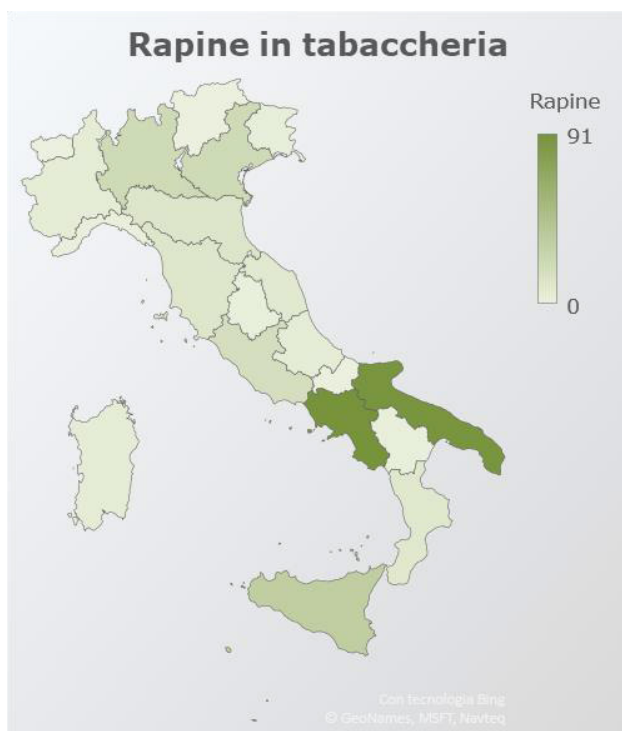 Rapine in tabaccheria
Rapine
91
0
Con tecnologia Bing
© GeoNames, MSFT, Navteq